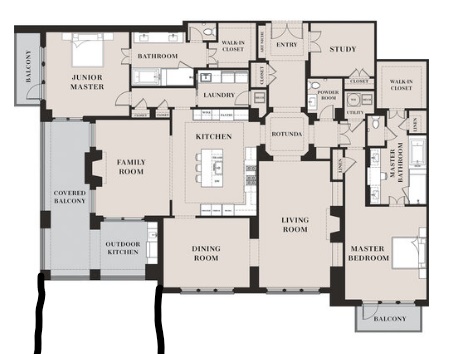 BALCONY
JUNIOR
MASTER
BATHROOM
WALK-IN
CLOSET
ENTRY
STUDY
CLOSET
CLOSET
WALK-IN
CLOSET
LAUNDRY
POWDER
ROOM
UTILITY
CLOSET
CLOSET
KITCHEN
ROTUNDA
LINEN
LINEN
MASTER
BATHROOM
FAMILY
ROOM
COVERED
BALCONY
OUTDOOR
KITCHEN
DINING
ROOM
LIVING
ROOM
MASTER
BEDROOM
BALCONY